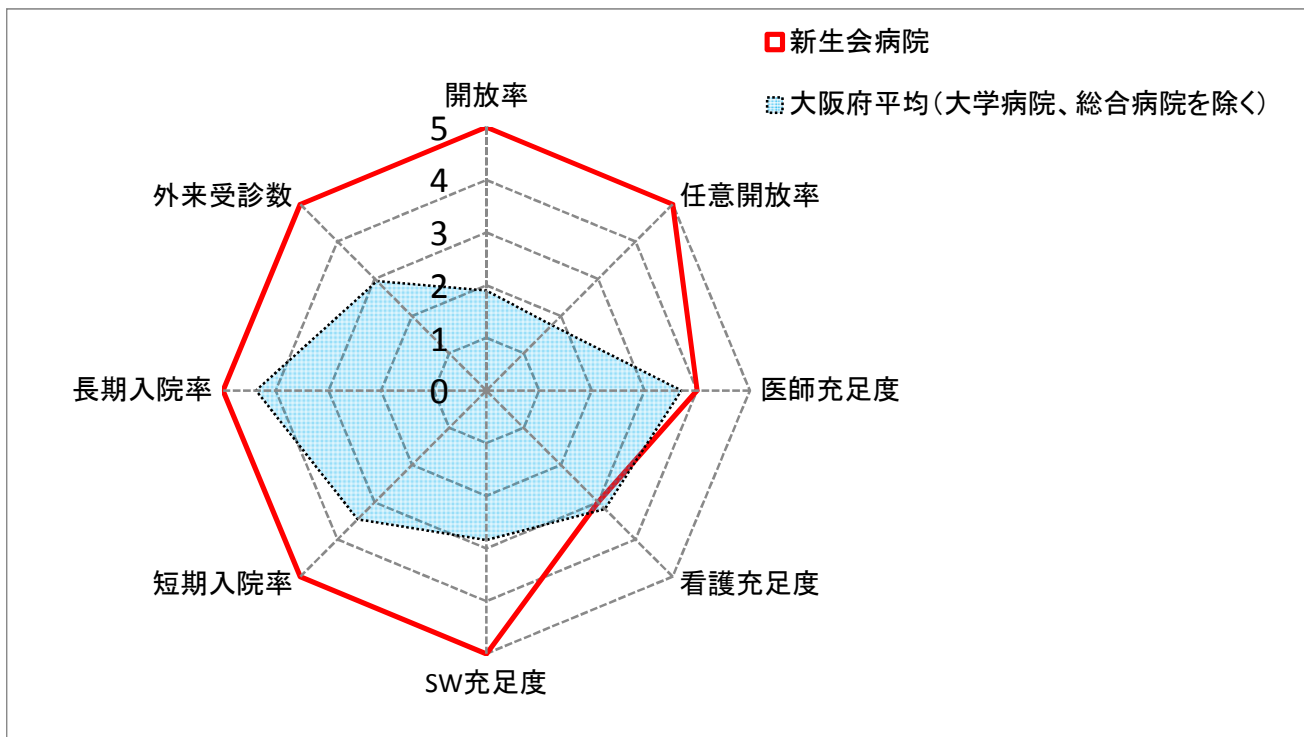 新生会病院
大阪府平均（大学病院、総合病院を除く）
開放率
任意開放率
医師充足度
看護充足度
SW充足度
短期入院率
長期入院率
外来受診数
5
4
3
2
1
0